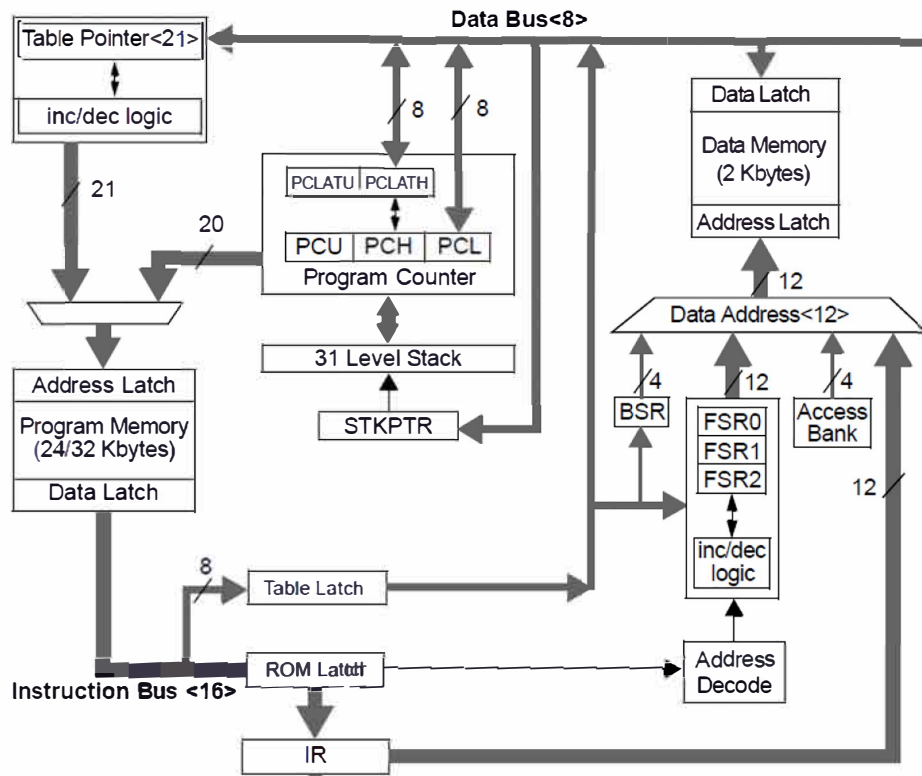 Data Bus<8>
Table Pointer<21>
inc/dec logic
8
8
Data Latch
Data Memory
(2 Kbytes)
Address Latch
21
PCLATU PCLATH
20
PCU PCH PCL
Program Counter
12
Data Address<12>
31 Level Stack
4
12
4
Address Latch
Program Memory
(24/32 Kbytes)
Data Latch
STKPTR
BSR
FSR0
FSR1
FSR2
Access
Bank
12
inc/dec
logic
8
Table Latch
ROM
Address
Decode
Instruction Bus <16>
IR